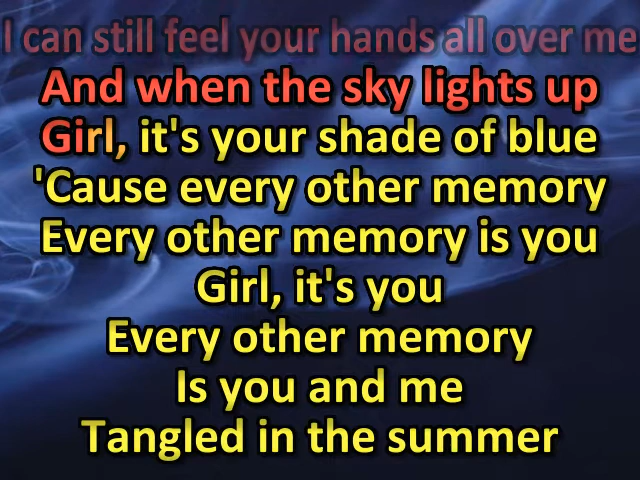 I can still feel your hands all over me
And when the sky lights up
Girl, it's your shade of blue
'Cause every other memory
Every other memory is you
Girl, it's you
Every other memory
Is you and me
Tangled in the summer